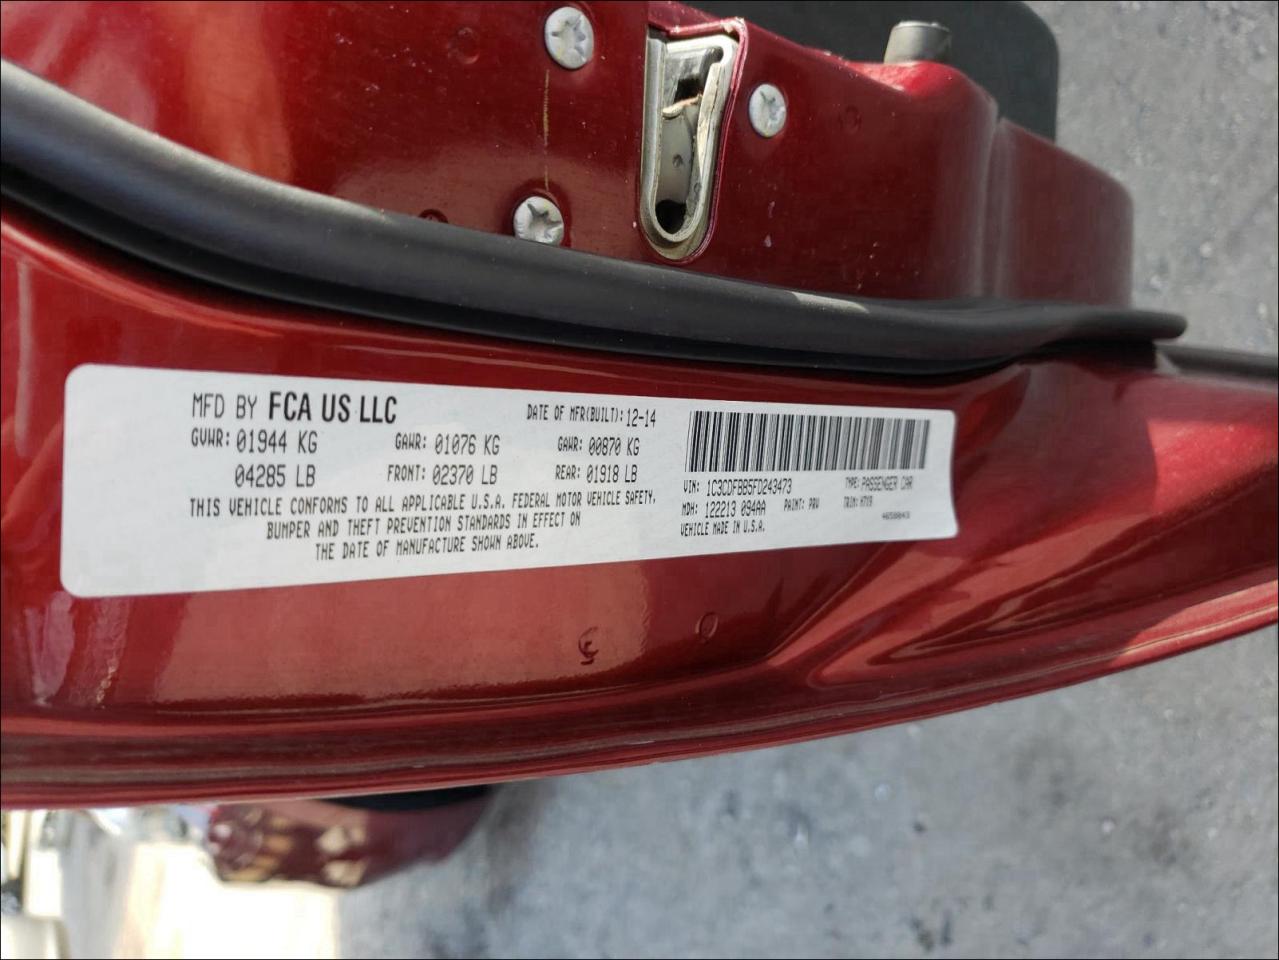 MFD BY FCA US LLC
DATE OF MFR(BUILT): 12-14
GVWR: 01944 KG GAWR: 01076 KG GAWR: 00870 KG
04285 LB FRONT: 02370 LB REAR: 01918 LB
THIS VEHICLE CONFORMS TO ALL APPLICABLE U.S.A. FEDERAL MOTOR VEHICLE SAFETY,
BUMPER AND THEFT PREVENTION STANDARDS IN EFFECT ON
THE DATE OF MANUFACTURE SHOWN ABOVE.
VIN: 1C3CDFBB5FD243473 TYPE: PASSENGER CAR
MDH: 122213 094AA PAINT: PRV TRIM:
VEHICLE MADE IN U.S.A.